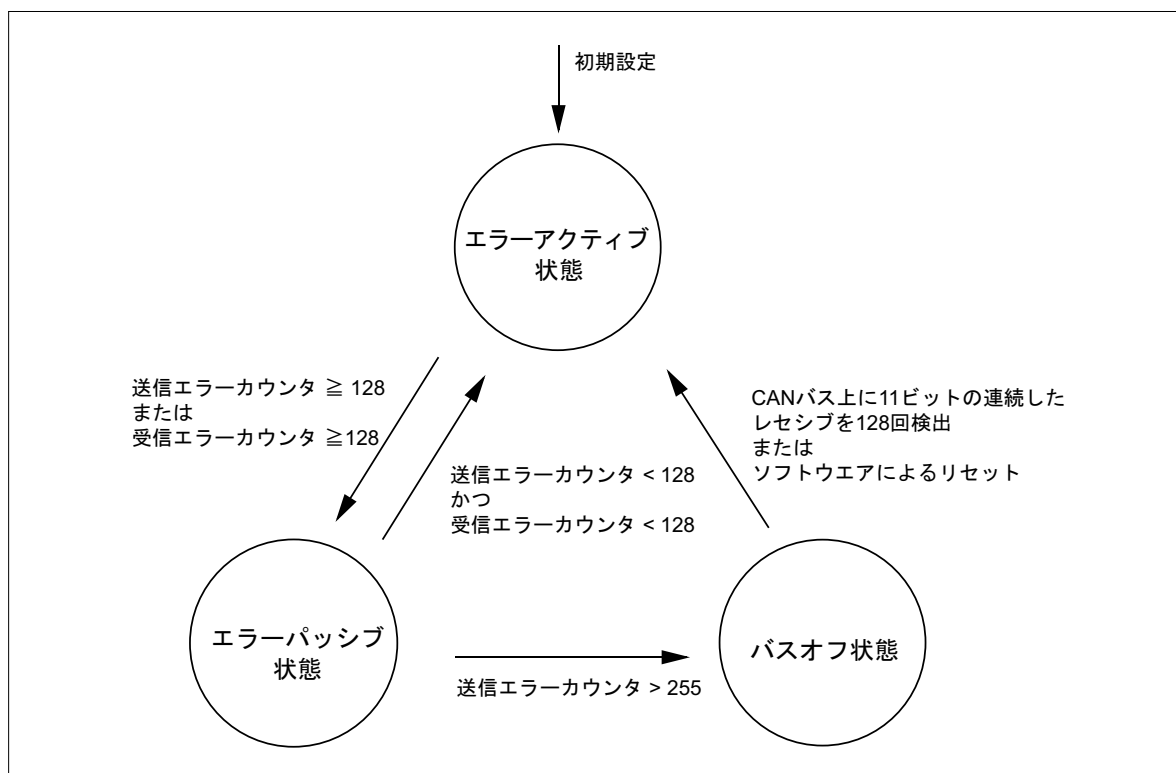 初期設定
エラーアクティブ
状態
送信エラーカウンタ ≧ 128
または
受信エラーカウンタ ≧128
送信エラーカウンタ < 128
かつ
受信エラーカウンタ < 128
CANバス上に11ビットの連続した
レセシブを128回検出
または
ソフトウエアによるリセット
エラーパッシブ
状態
送信エラーカウンタ > 255
バスオフ状態